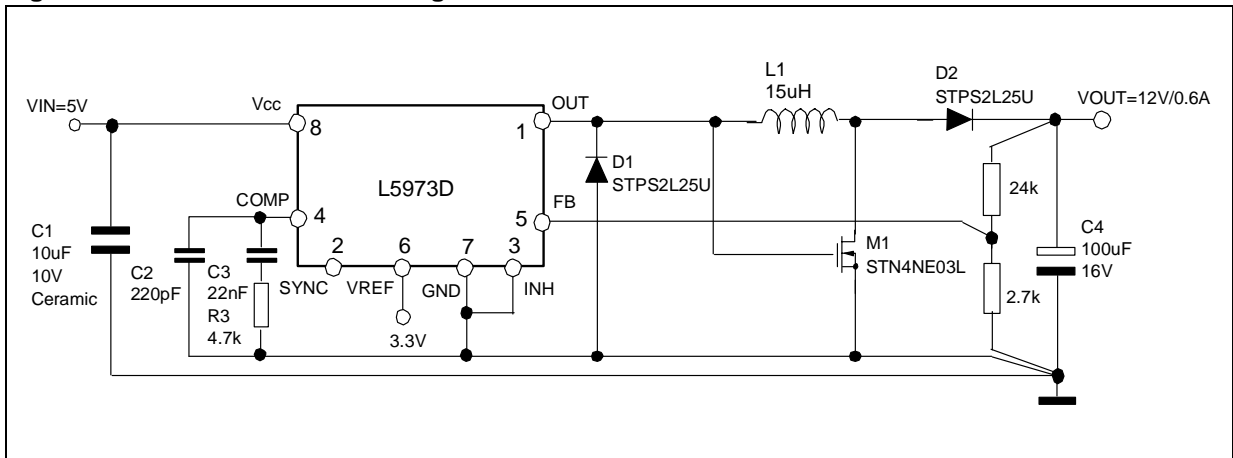 L1
15uH
D2
STPS2L25U
VIN=5V
Vcc
OUT
VOUT=12V/0.6A
8
1
D1
STPS2L25U
L5973D
24k
COMP
FB
4
5
C1
10uF
10V
Ceramic
C2
220pF
C3
22nF
R3
4.7k
2
6
7
3
SYNC
VREF
GND
INH
3.3V
M1
STN4NE03L
C4
100uF
16V
2.7k